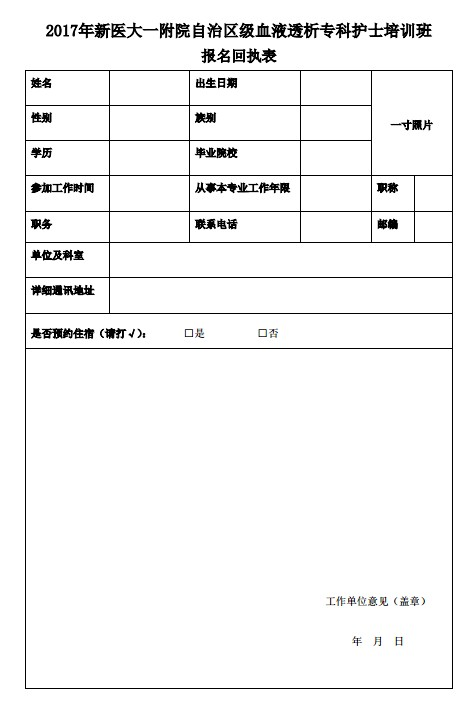 2017年新医大一附院自治区级血液透析专科护士培训班
报名回执表
姓名 出生日期
一寸照片
性别 族别
学历 毕业院校
参加工作时间 从事本专业工作年限 职称
职务 联系电话 邮编
单位及科室
详细通讯地址
是否预约住宿（请打√）： □是 □否
工作单位意见（盖章）
年 月 日